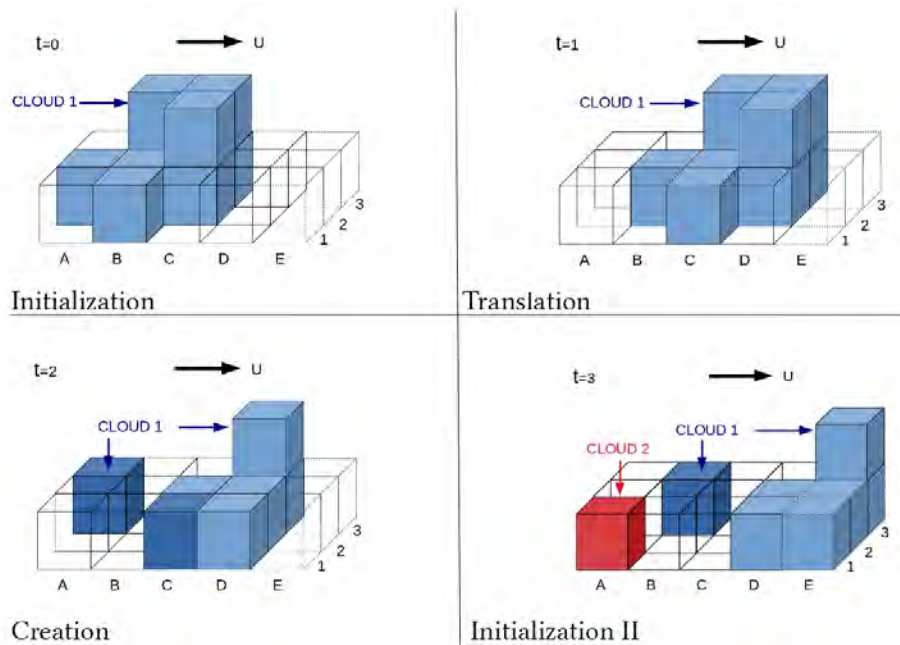 t=0 U
CLOUD 1
3
2
1
A B C D E
Initialization
t=1 U
CLOUD 1
3
2
1
A B C D E
Translation
t=2 U
CLOUD 1
3
2
1
A B C D E
Creation
t=3 U
CLOUD 1
CLOUD 2
3
2
1
A B C D E
Initialization II